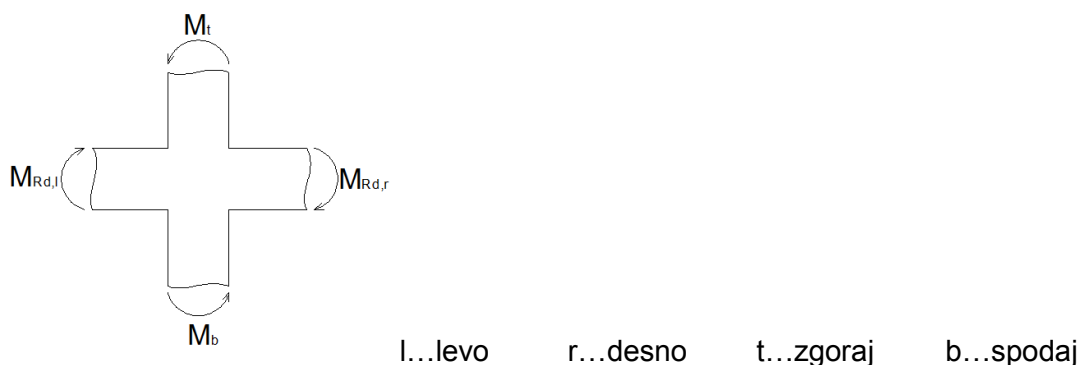 Mt
MRd,l
MRd,r
Mb
l…levo r…desno t…zgoraj b…spodaj